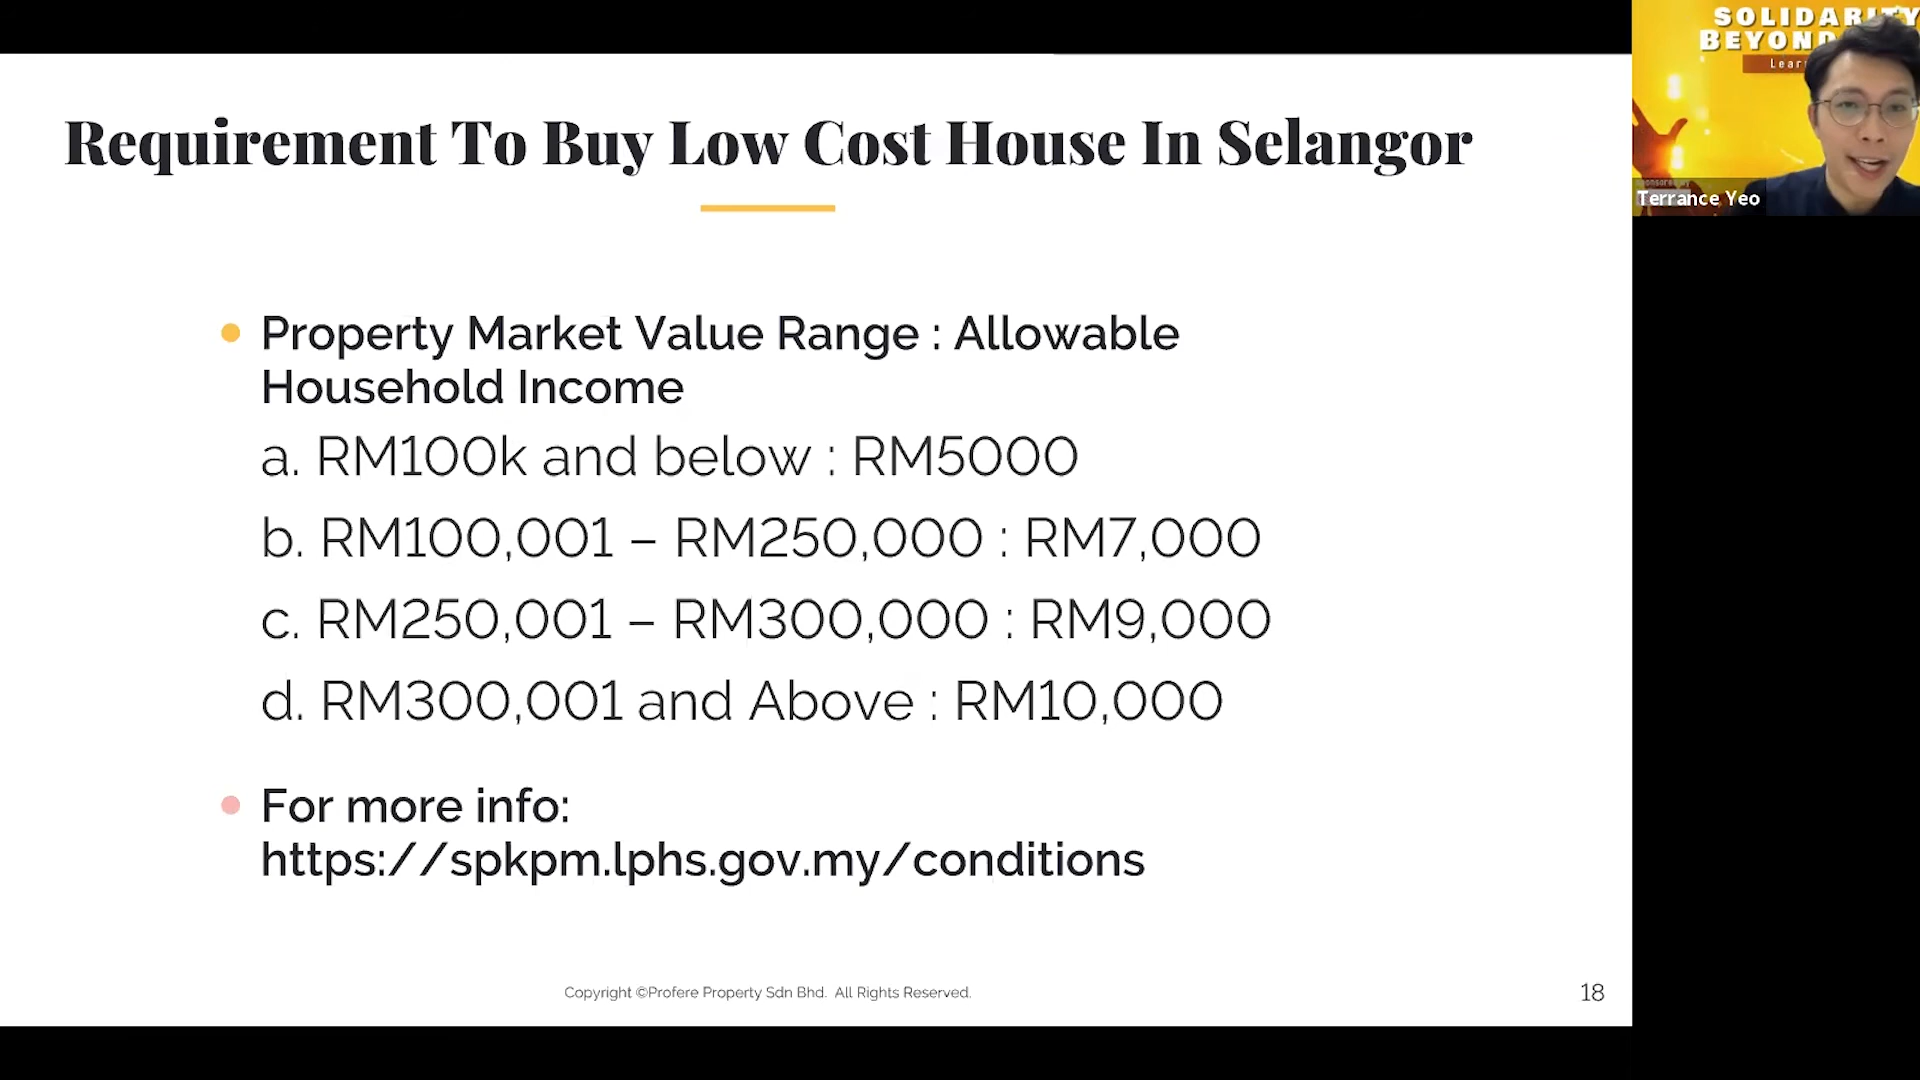 Requirement To Buy Low Cost House In Selangor
Property Market Value Range : Allowable
Household Income
a. RM100k and below : RM5000
b. RM100,001 – RM250,000 : RM7,000
c. RM250,001 – RM300,000 : RM9,000
d. RM300,001 and Above : RM10,000
For more info:
https://spkpm.lphs.gov.my/conditions
Copyright ©Profere Property Sdn Bhd. All Rights Reserved.
18
SOLIDARITY
BEYOND
Terrance Yeo